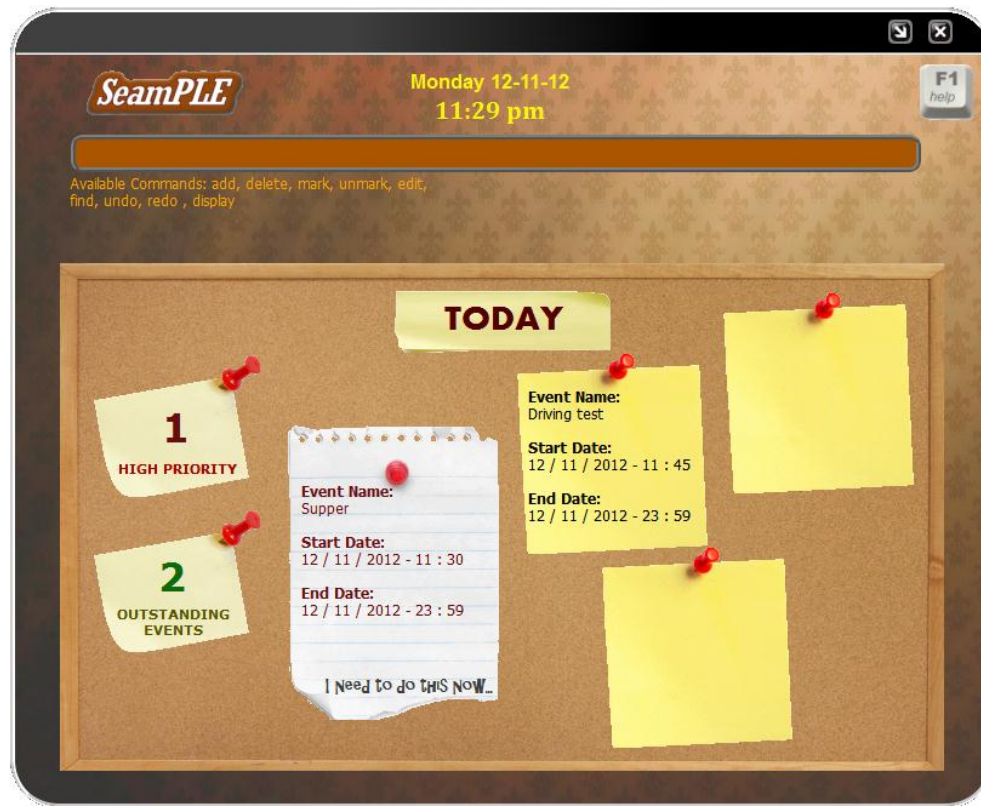 SeamPLE
Monday 12-11-12
11:29 pm
F1
help
Available Commands: add, delete, mark, unmark, edit,
find, undo, redo , display
TODAY
1
HIGH PRIORITY
2
OUTSTANDING
EVENTS
Event Name:
Supper
Start Date:
12 / 11 / 2012 - 11 : 30
End Date:
12 / 11 / 2012 - 23 : 59
I Need to do tHiS NoW...
Event Name:
Driving test
Start Date:
12 / 11 / 2012 - 11 : 45
End Date:
12 / 11 / 2012 - 23 : 59